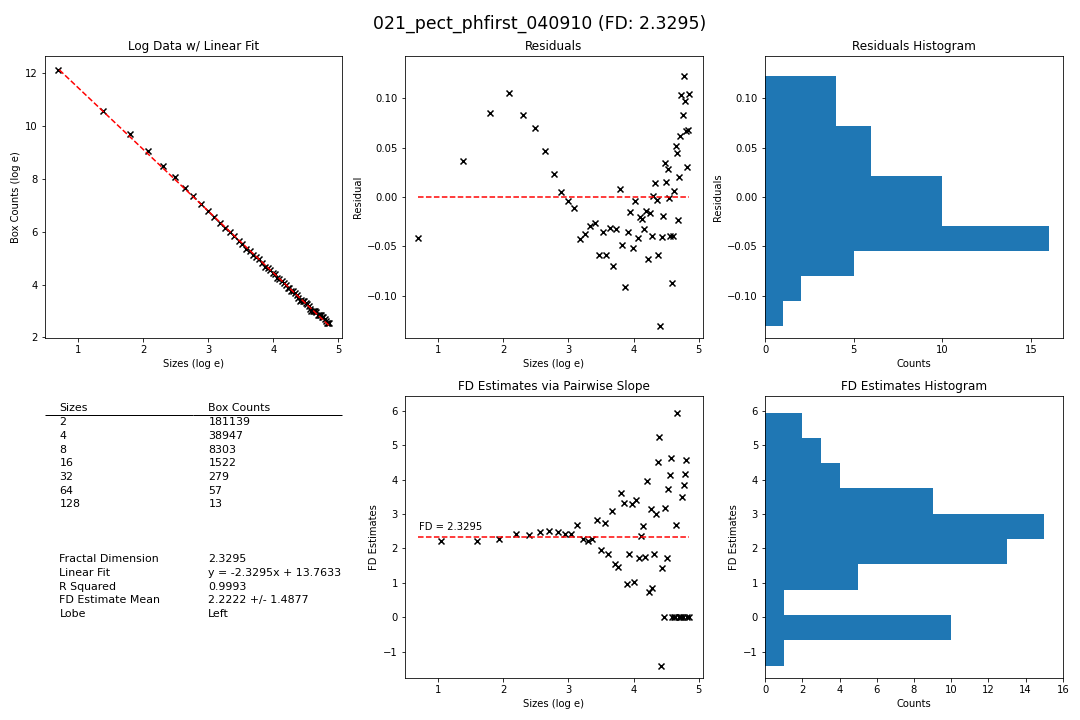 021_pect_phfirst_040910 (FD: 2.3295)
Log Data w/ Linear Fit
Residuals
Residuals Histogram
12
10
8
6
4
2
Box Counts (log e)
1 2 3 4 5
Sizes (log e)
0.10
0.05
0.00
−0.05
−0.10
Residual
1 2 3 4 5
Sizes (log e)
0.10
0.05
0.00
−0.05
−0.10
Residuals
0 5 10 15
Counts
Sizes Box Counts
2 181139
4 38947
8 8303
16 1522
32 279
64 57
128 13
Fractal Dimension 2.3295
Linear Fit y = -2.3295x + 13.7633
R Squared 0.9993
FD Estimate Mean 2.2222 +/- 1.4877
Lobe Left
FD Estimates via Pairwise Slope
6
5
4
3
2
1
0
−1
FD Estimates
FD = 2.3295
1 2 3 4 5
Sizes (log e)
FD Estimates Histogram
6
5
4
3
2
1
0
−1
FD Estimates
0 2 4 6 8 10 12 14 16
Counts